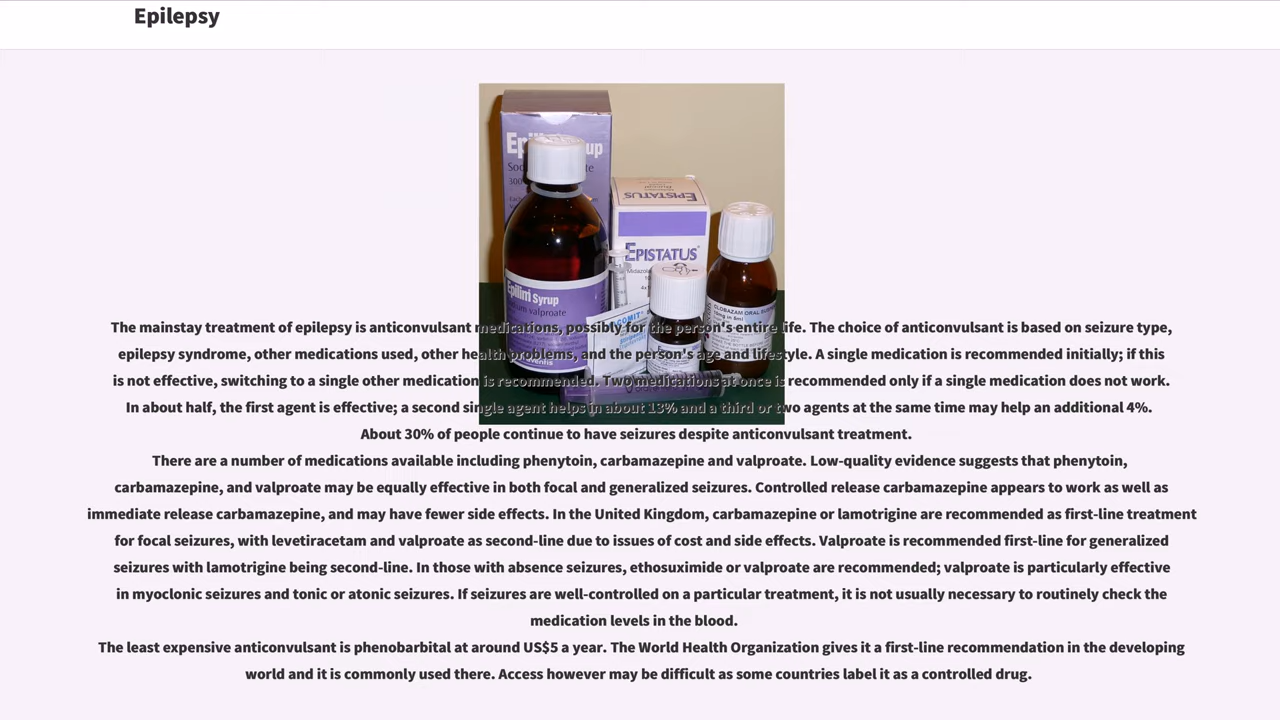 Epilepsy
Epilim Syrup
EPISTATUS
EPISTATUS
Epilim Syrup
CLOBAZAM ORAL
The mainstay treatment of epilepsy is anticonvulsant medications, possibly for the person's entire life. The choice of anticonvulsant is based on seizure type,
epilepsy syndrome, other medications used, other health problems, and the person's age and lifestyle. A single medication is recommended initially; if this
is not effective, switching to a single other medication is recommended. Two medications at once is recommended only if a single medication does not work.
In about half, the first agent is effective; a second single agent helps in about 13% and a third or two agents at the same time may help an additional 4%.
About 30% of people continue to have seizures despite anticonvulsant treatment.
There are a number of medications available including phenytoin, carbamazepine and valproate. Low-quality evidence suggests that phenytoin,
carbamazepine, and valproate may be equally effective in both focal and generalized seizures. Controlled release carbamazepine appears to work as well as
immediate release carbamazepine, and may have fewer side effects. In the United Kingdom, carbamazepine or lamotrigine are recommended as first-line treatment
for focal seizures, with levetiracetam and valproate as second-line due to issues of cost and side effects. Valproate is recommended first-line for generalized
seizures with lamotrigine being second-line. In those with absence seizures, ethosuximide or valproate are recommended; valproate is particularly effective
in myoclonic seizures and tonic or atonic seizures. If seizures are well-controlled on a particular treatment, it is not usually necessary to routinely check the
medication levels in the blood.
The least expensive anticonvulsant is phenobarbital at around US$5 a year. The World Health Organization gives it a first-line recommendation in the developing
world and it is commonly used there. Access however may be difficult as some countries label it as a controlled drug.